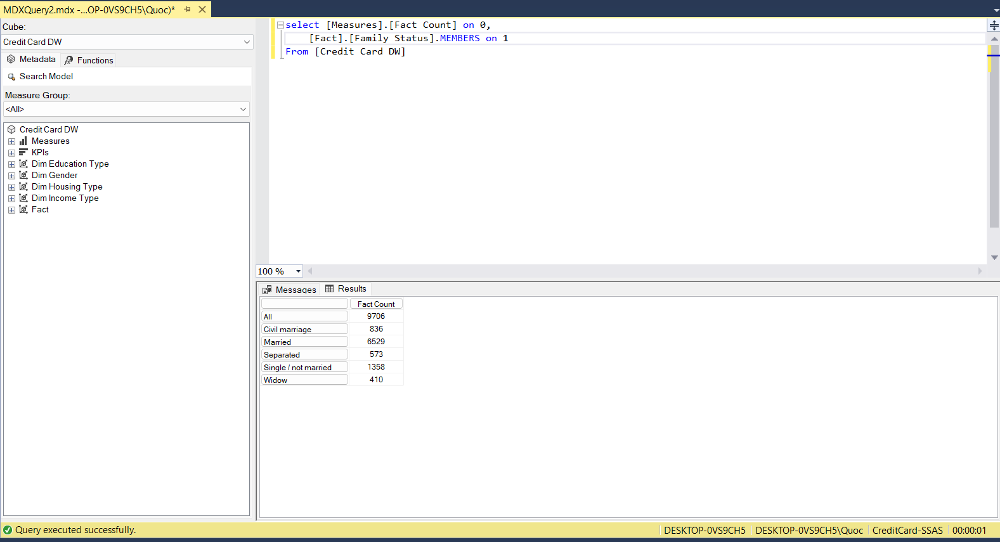 MDXQuery2.mdx -...OP-0VS9CH5\Quoc)*
Cube:
Credit Card DW
Metadata
Functions
Search Model
Measure Group:
<All>
Credit Card DW
Measures
KPIs
Dim Education Type
Dim Gender
Dim Housing Type
Dim Income Type
Fact
select [Measures].[Fact Count] on 0,
[Fact].[Family Status].MEMBERS on 1
From [Credit Card DW]
100 %
Messages
Results
Fact Count
All 9706
Civil marriage 836
Married 6529
Separated 573
Single / not married 1358
Widow 410
Query executed successfully.
DESKTOP-0VS9CH5
DESKTOP-0VS9CH5\Quoc
CreditCard-SSAS
00:00:01